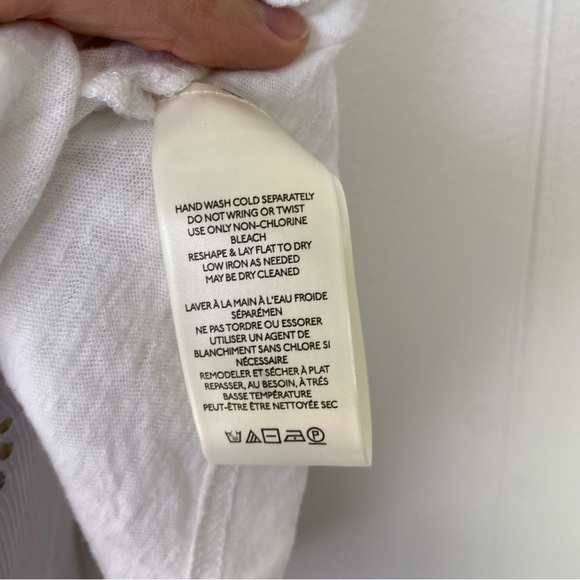 HAND WASH COLD SEPARATELY
DO NOT WRING OR TWIST
USE ONLY NON-CHLORINE
BLEACH
RESHAPE & LAY FLAT TO DRY
LOW IRON AS NEEDED
MAY BE DRY CLEANED
LAVER À LA MAIN À L'EAU FROIDE
SÉPARÉMEN
NE PAS TORDRE OU ESSORER
UTILISER UN AGENT DE
BLANCHIMENT SANS CHLORE SI
NÉCESSAIRE
REMODELER ET SÉCHER À PLAT
REPASSER, AU BESOIN, À TRÉS
BASSE TEMPÉRATURE
PEUT-ÊTRE ÊTRE NETTOYÉE SEC
P